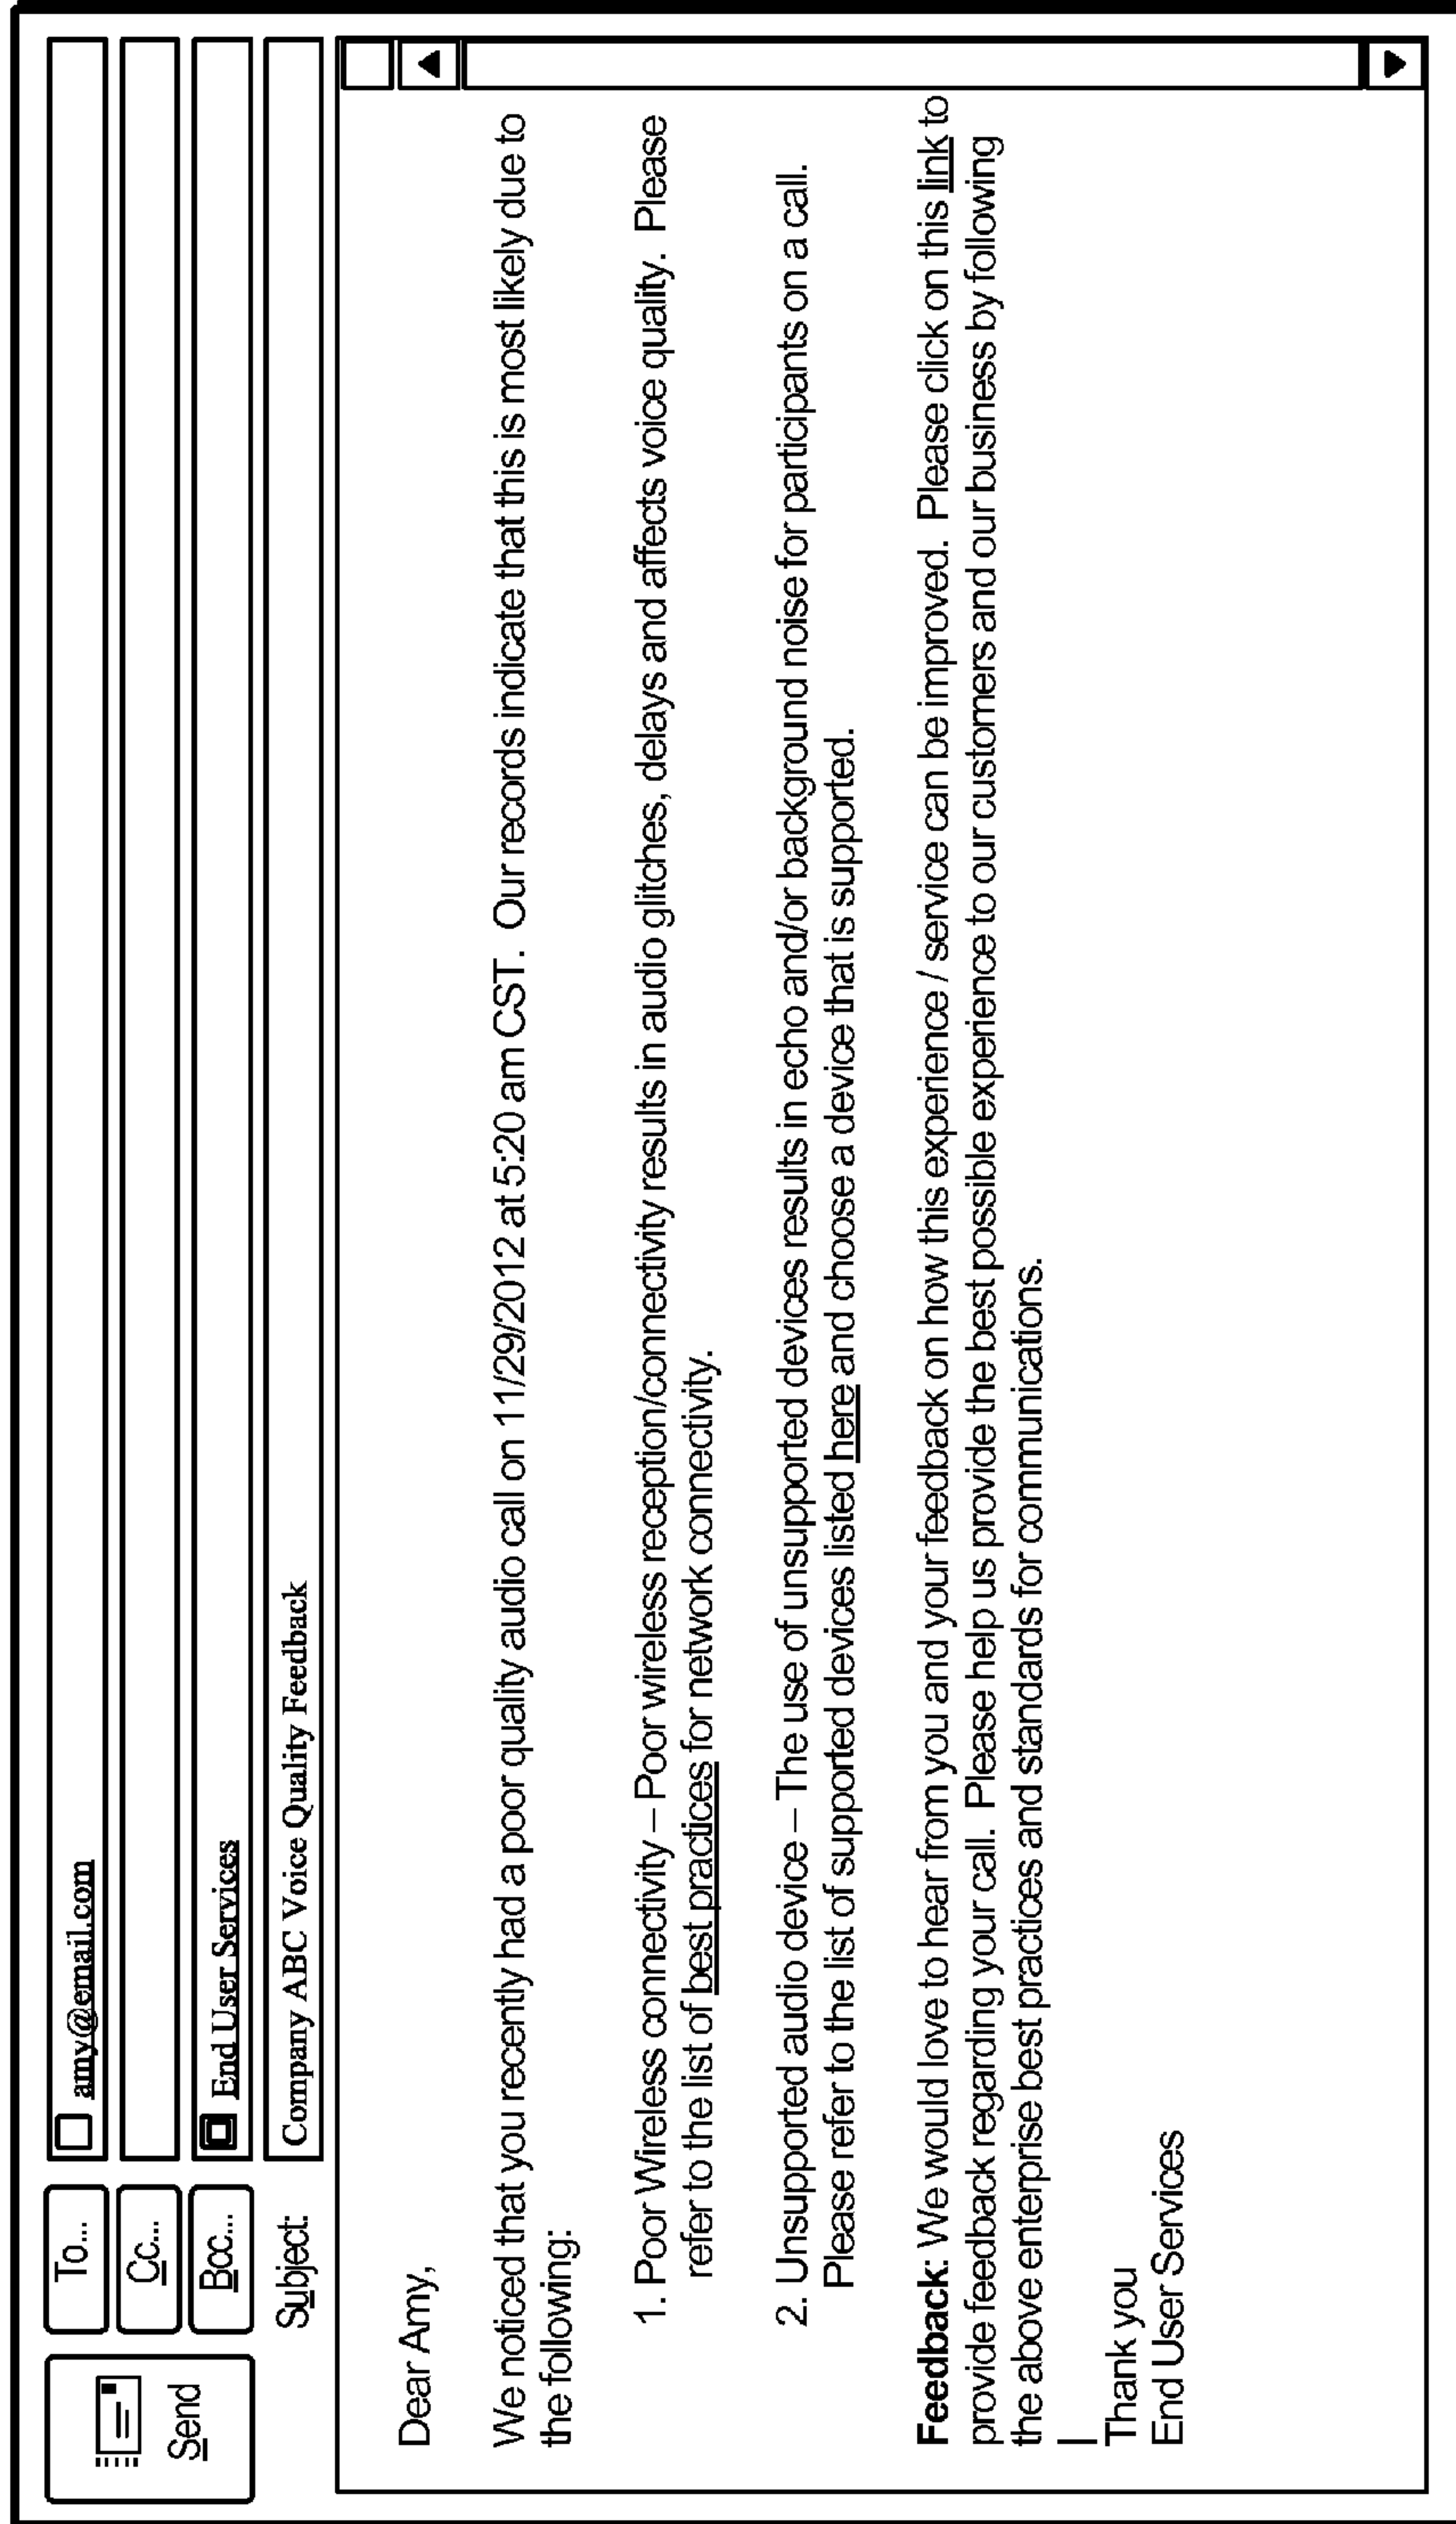 Send
To...
amy@email.com
Cc...
Bcc...
End User Services
Subject:
Company ABC Voice Quality Feedback
Dear Amy,
We noticed that you recently had a poor quality audio call on 11/29/2012 at 5:20 am CST.  Our records indicate that this is most likely due to
the following:
1. Poor Wireless connectivity – Poor wireless reception/connectivity results in audio glitches, delays and affects voice quality.  Please
refer to the list of best practices for network connectivity.
2. Unsupported audio device – The use of unsupported devices results in echo and/or background noise for participants on a call.
Please refer to the list of supported devices listed here and choose a device that is supported.
Feedback: We would love to hear from you and your feedback on how this experience / service can be improved.  Please click on this link to
provide feedback regarding your call.  Please help us provide the best possible experience to our customers and our business by following
the above enterprise best practices and standards for communications.
Thank you
End User Services